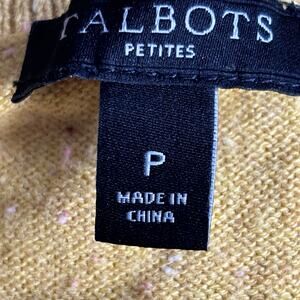 TALBOTS
PETITES
P
MADE IN
CHINA